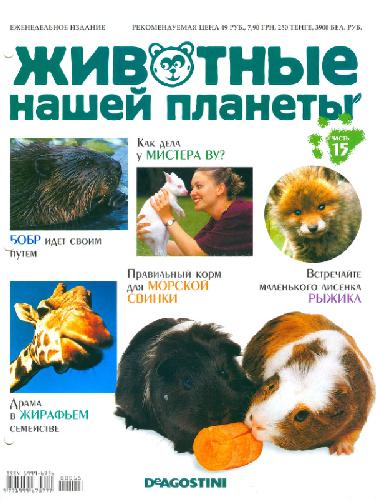 ЕЖЕНЕДЕЛЬНОЕ ИЗДАНИЕ
РЕКОМЕНДУЕМАЯ ЦЕНА 49 РУБ., 7,90 ГРН, 250 ТЕНГЕ, 3901 БЕЛ. РУБ.
ЖИВОТНЫЕ
НАШЕЙ ПЛАНЕТЫ
ЧАСТЬ
15
КАК ДЕЛА
У МИСТЕРА ВУ?
БОБР ИДЕТ СВОИМ
ПУТЕМ
ПРАВИЛЬНЫЙ КОРМ
ДЛЯ МОРСКОЙ
СВИНКИ
ВСТРЕЧАЙТЕ
МАЛЕНЬКОГО ЛИСЕНКА
РЫЖИКА
ДРАМА
В ЖИРАФЬЕМ
СЕМЕЙСТВЕ
DEAGOSTINI